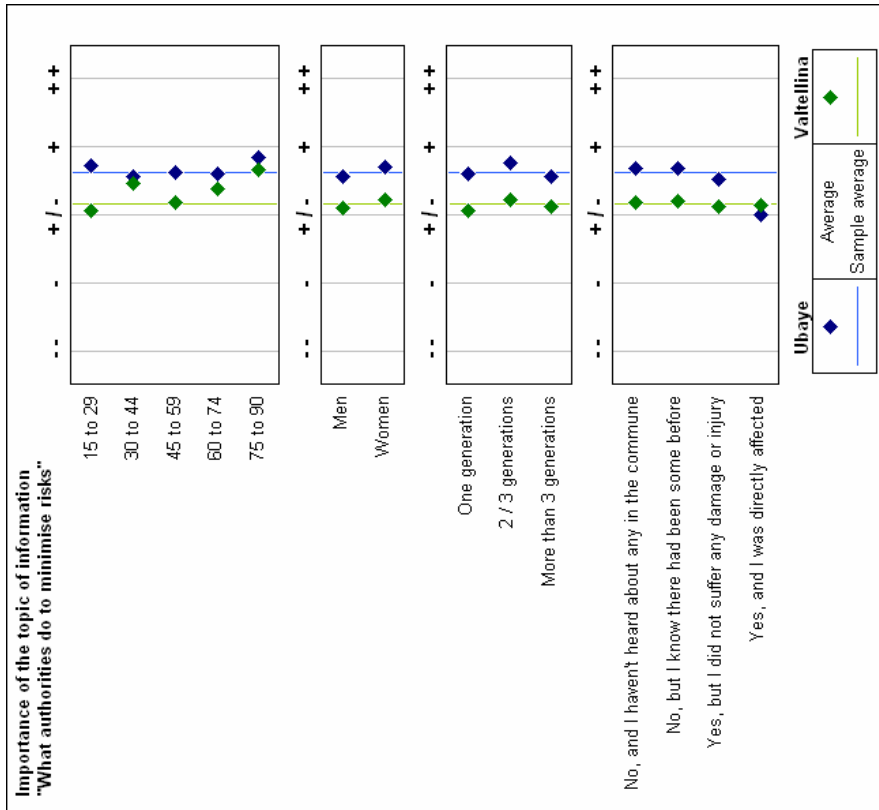 Importance of the topic of information
"What authorities do to minimise risks"
- - - + / - + + +
15 to 29
30 to 44
45 to 59
60 to 74
75 to 90
- - - + / - + + +
Men
Women
- - - + / - + + +
One generation
2 / 3 generations
More than 3 generations
- - - + / - + + +
No, and I haven't heard about any in the commune
No, but I know there had been some before
Yes, but I did not suffer any damage or injury
Yes, and I was directly affected
Ubaye Valtellina
Average
Sample average